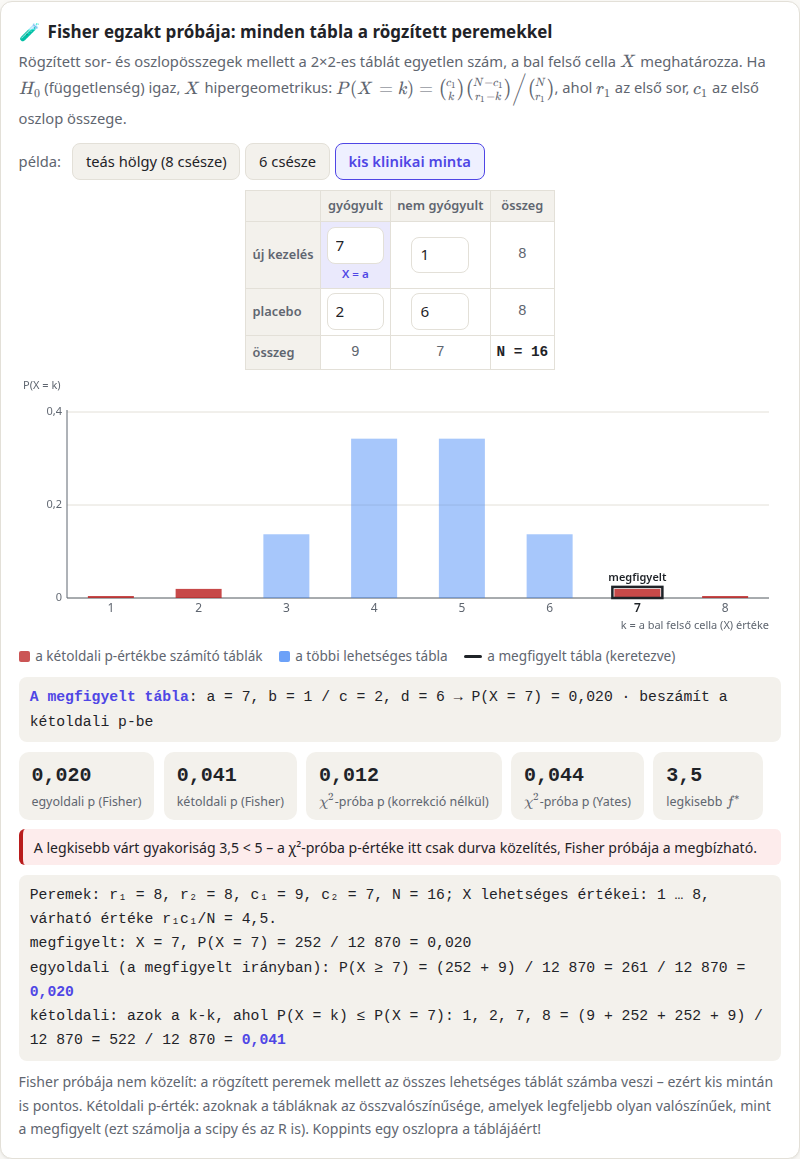 🧪 Fisher egzakt próbája: minden tábla a rögzített peremekkel
Rögzített sor- és oszlopösszegek mellett a 2×2-es táblát egyetlen szám, a bal felső cella X meghatározza. Ha
H₀ (függetlenség) igaz, X hipergeometrikus: P(X = k) = (c₁ k)(N−c₁ r₁−k) / (N r₁), ahol r₁ az első sor, c₁ az első
oszlop összege.
példa: teás hölgy (8 csésze) 6 csésze kis klinikai minta
gyógyult nem gyógyult összeg
új kezelés 7 1 8
X = a
placebo 2 6 8
összeg 9 7 N = 16
P(X = k)
0,4
0,2
0
megfigyelt
1 2 3 4 5 6 7 8
k = a bal felső cella (X) értéke
a kétoldali p-értékbe számító táblák a többi lehetséges tábla a megfigyelt tábla (keretezve)
A megfigyelt tábla: a = 7, b = 1 / c = 2, d = 6 → P(X = 7) = 0,020 · beszámít a
kétoldali p-be
0,020 0,041 0,012 0,044 3,5
egyoldali p (Fisher) kétoldali p (Fisher) χ²-próba p (korrekció nélkül) χ²-próba p (Yates) legkisebb f*
A legkisebb várt gyakoriság 3,5 < 5 – a χ²-próba p-értéke itt csak durva közelítés, Fisher próbája a megbízható.
Peremek: r₁ = 8, r₂ = 8, c₁ = 9, c₂ = 7, N = 16; X lehetséges értékei: 1 … 8,
várható értéke r₁c₁/N = 4,5.
megfigyelt: X = 7, P(X = 7) = 252 / 12 870 = 0,020
egyoldali (a megfigyelt irányban): P(X ≥ 7) = (252 + 9) / 12 870 = 261 / 12 870 =
0,020
kétoldali: azok a k-k, ahol P(X = k) ≤ P(X = 7): 1, 2, 7, 8 = (9 + 252 + 252 + 9) /
12 870 = 522 / 12 870 = 0,041
Fisher próbája nem közelít: a rögzített peremek mellett az összes lehetséges táblát számba veszi – ezért kis mintán
is pontos. Kétoldali p-érték: azoknak a tábláknak az összvalószínűsége, amelyek legfeljebb olyan valószínűek, mint
a megfigyelt (ezt számolja a scipy és az R is). Koppints egy oszlopra a táblájáért!